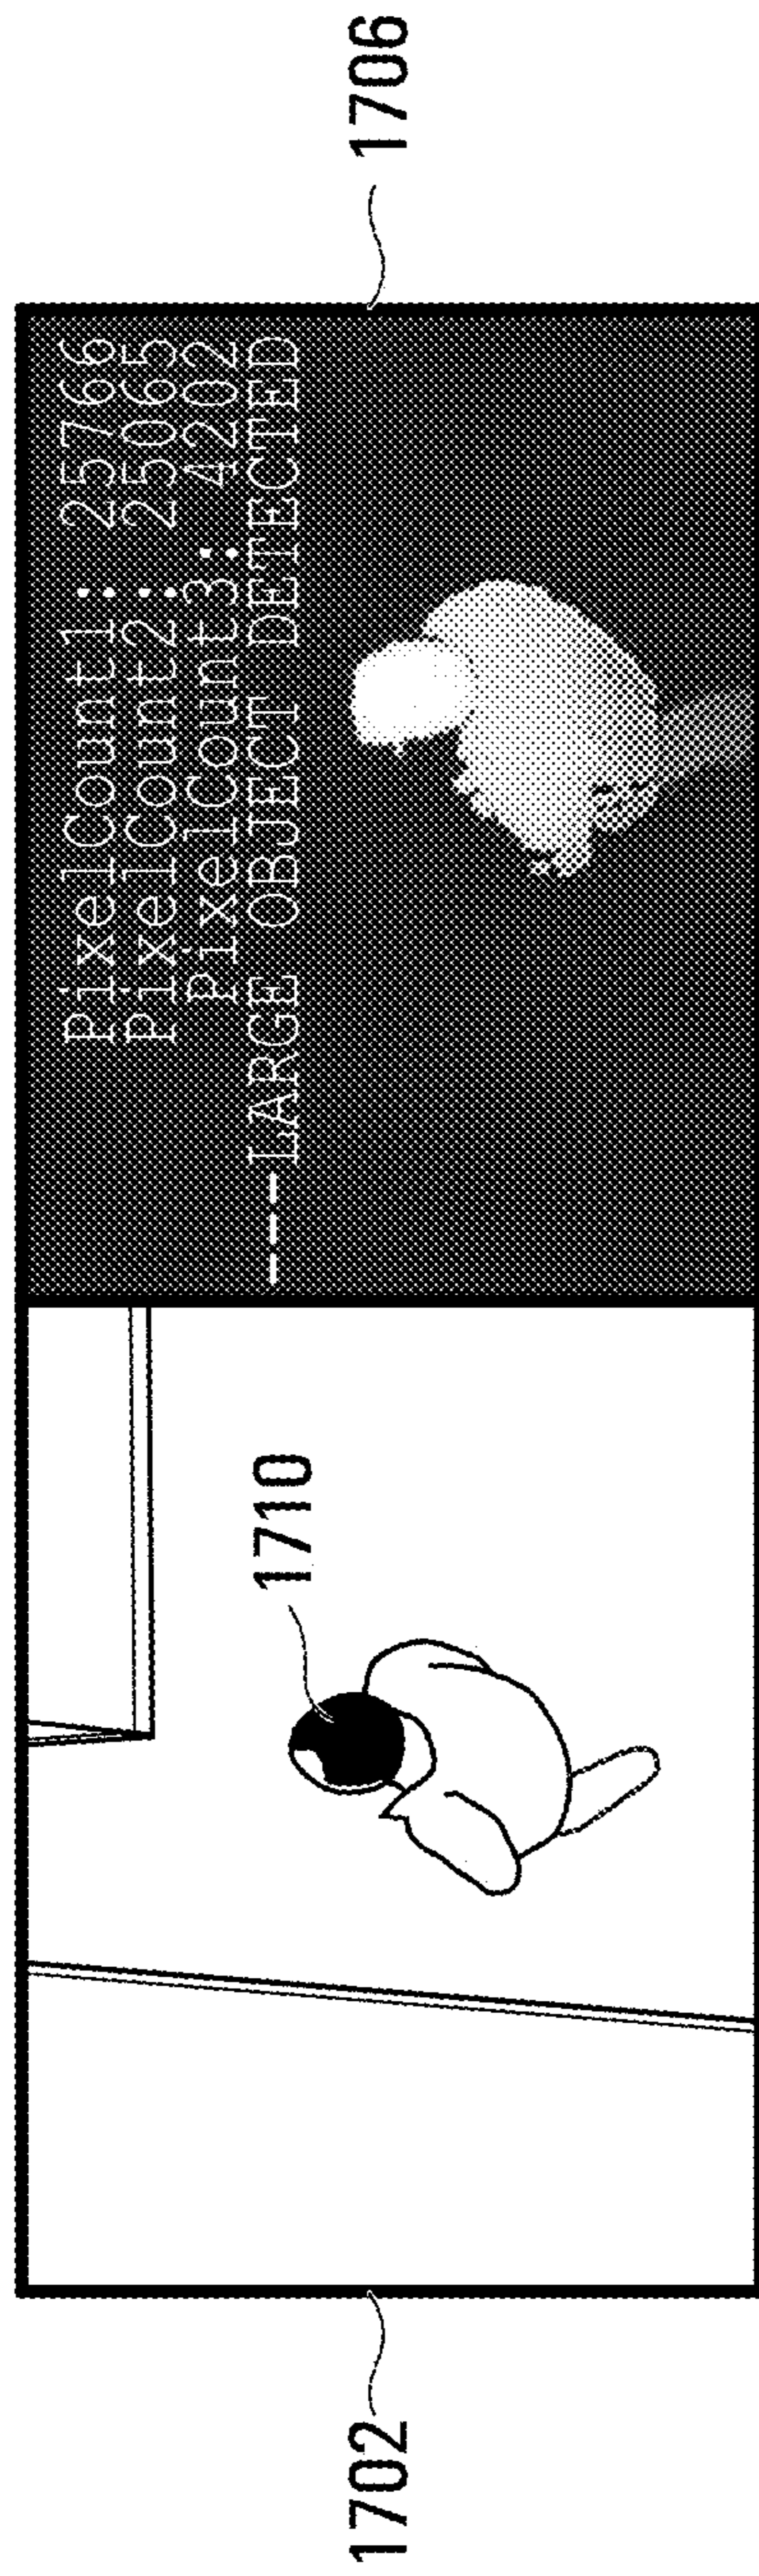 PixelCount1: 25766
PixelCount2: 25065
PixelCount3: 4202
----LARGE OBJECT DETECTED
1710
1702
1706